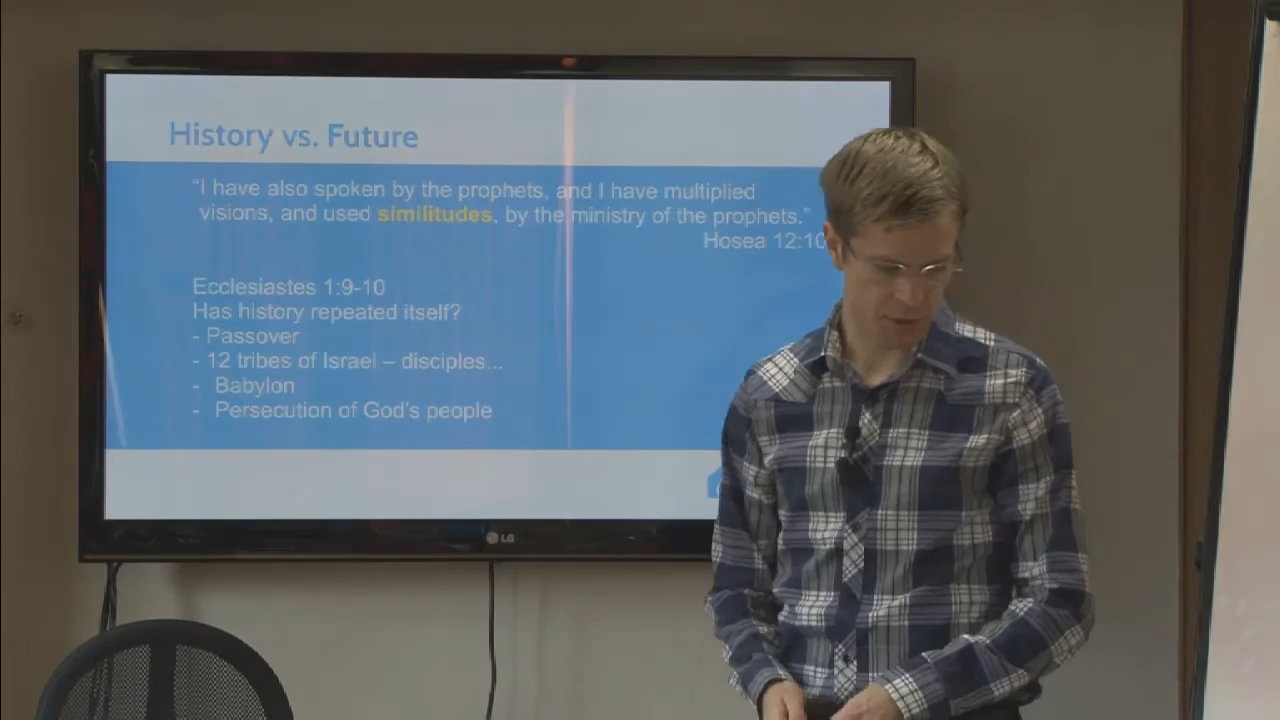 History vs. Future
"I have also spoken by the prophets, and I have multiplied
visions, and used similitudes, by the ministry of the prophets."
Hosea 12:10
Ecclesiastes 1:9-10
Has history repeated itself?
- Passover
- 12 tribes of Israel – disciples...
- Babylon
- Persecution of God's people
LG